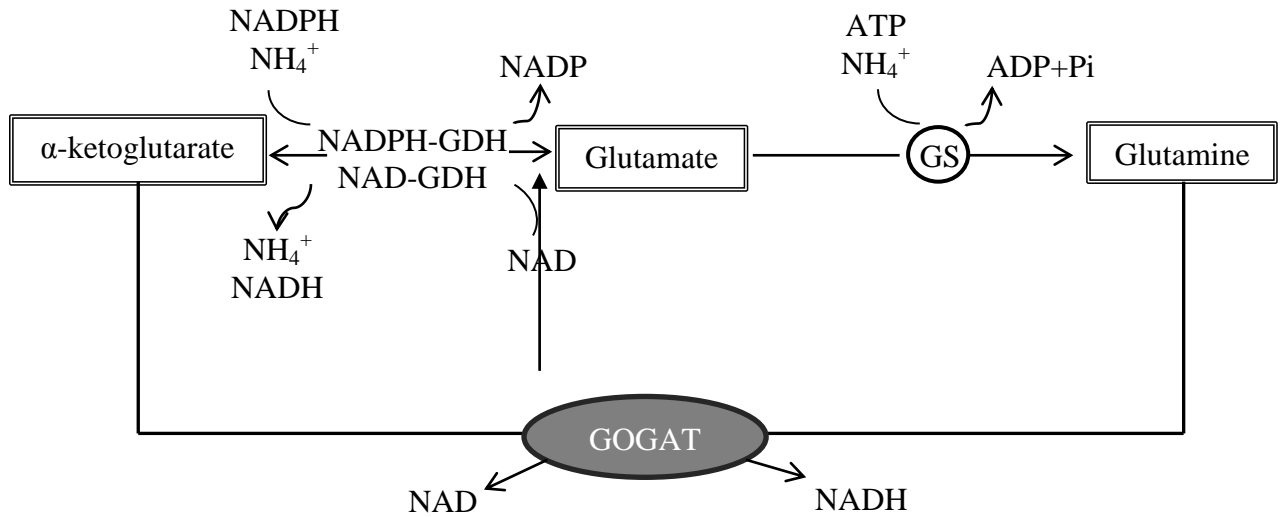 NADPH
NH₄⁺
ATP
NH₄⁺
NADP
ADP+Pi
α-ketoglutarate
NADPH-GDH
NAD-GDH
Glutamate
GS
Glutamine
NH₄⁺
NADH
NAD
GOGAT
NAD
NADH